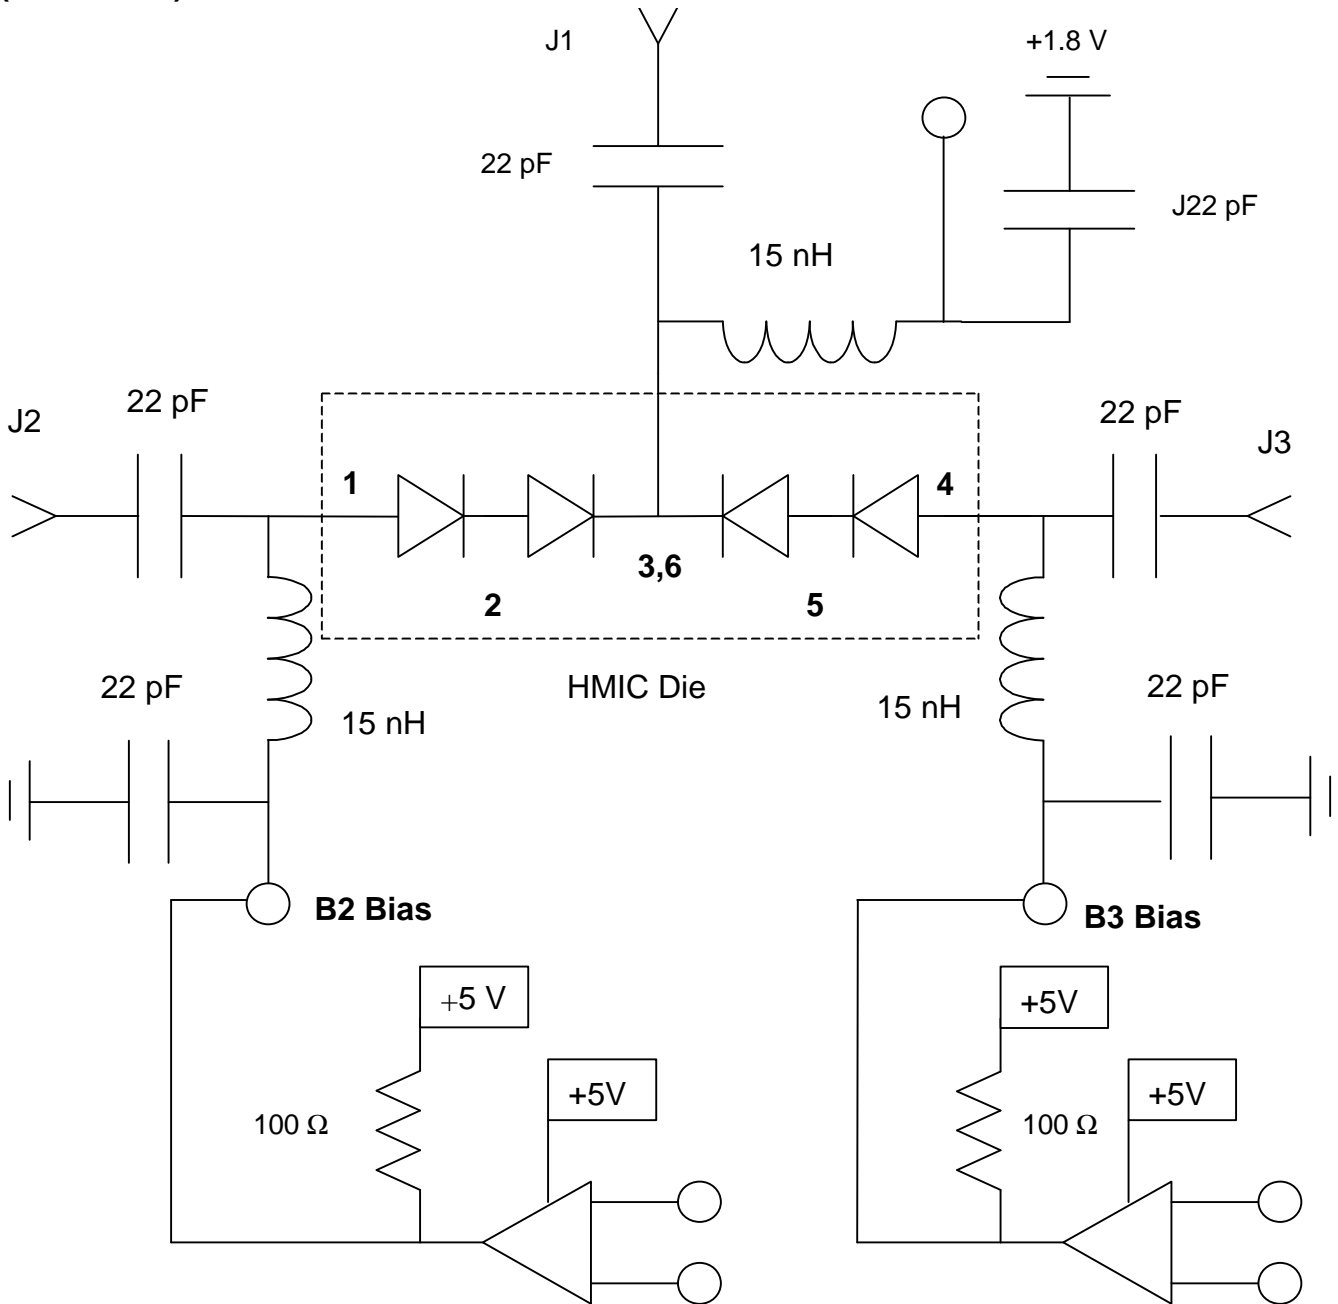 J1
+1.8 V
22 pF
J22 pF
15 nH
J2
22 pF
22 pF
J3
1
4
3,6
2
5
22 pF
HMIC Die
22 pF
15 nH
15 nH
B2 Bias
B3 Bias
+5 V
+5V
+5V
+5V
100 Ω
100 Ω